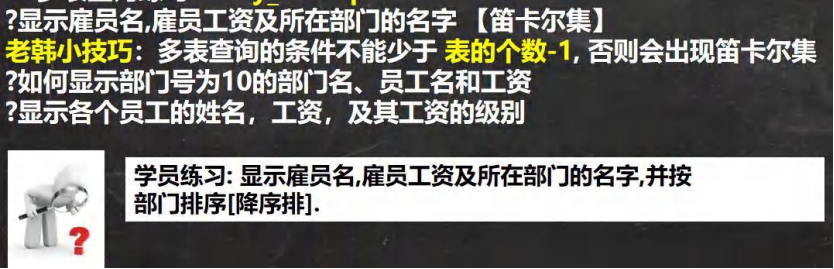 ?显示雇员名,雇员工资及所在部门的名字 【笛卡尔集】
老韩小技巧：多表查询的条件不能少于 表的个数-1, 否则会出现笛卡尔集
?如何显示部门号为10的部门名、员工名和工资
?显示各个员工的姓名，工资，及其工资的级别
学员练习: 显示雇员名,雇员工资及所在部门的名字,并按
部门排序[降序排].
?